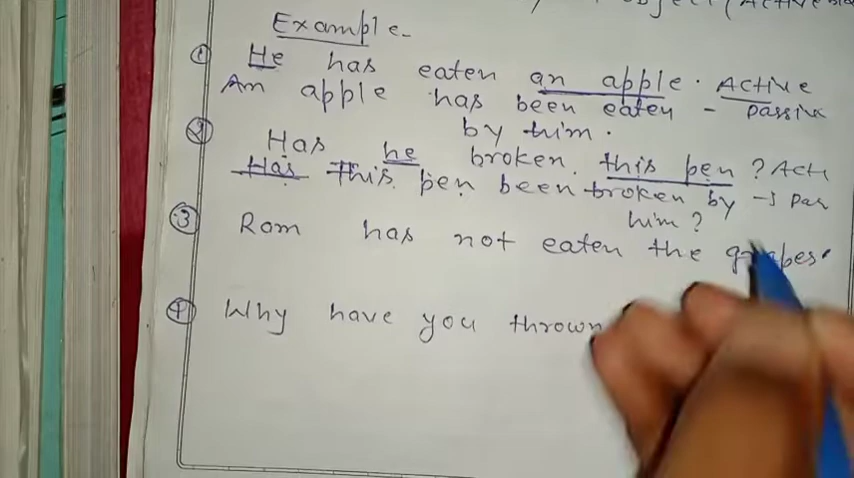 object (Active
Example-
① He has eaten an apple. Active
An apple has been eaten - passive
by him.
② Has he broken this pen? Acti
Has This pen been broken by → pas
him?
③ Ram has not eaten the grapes.
④ Why have you thrown